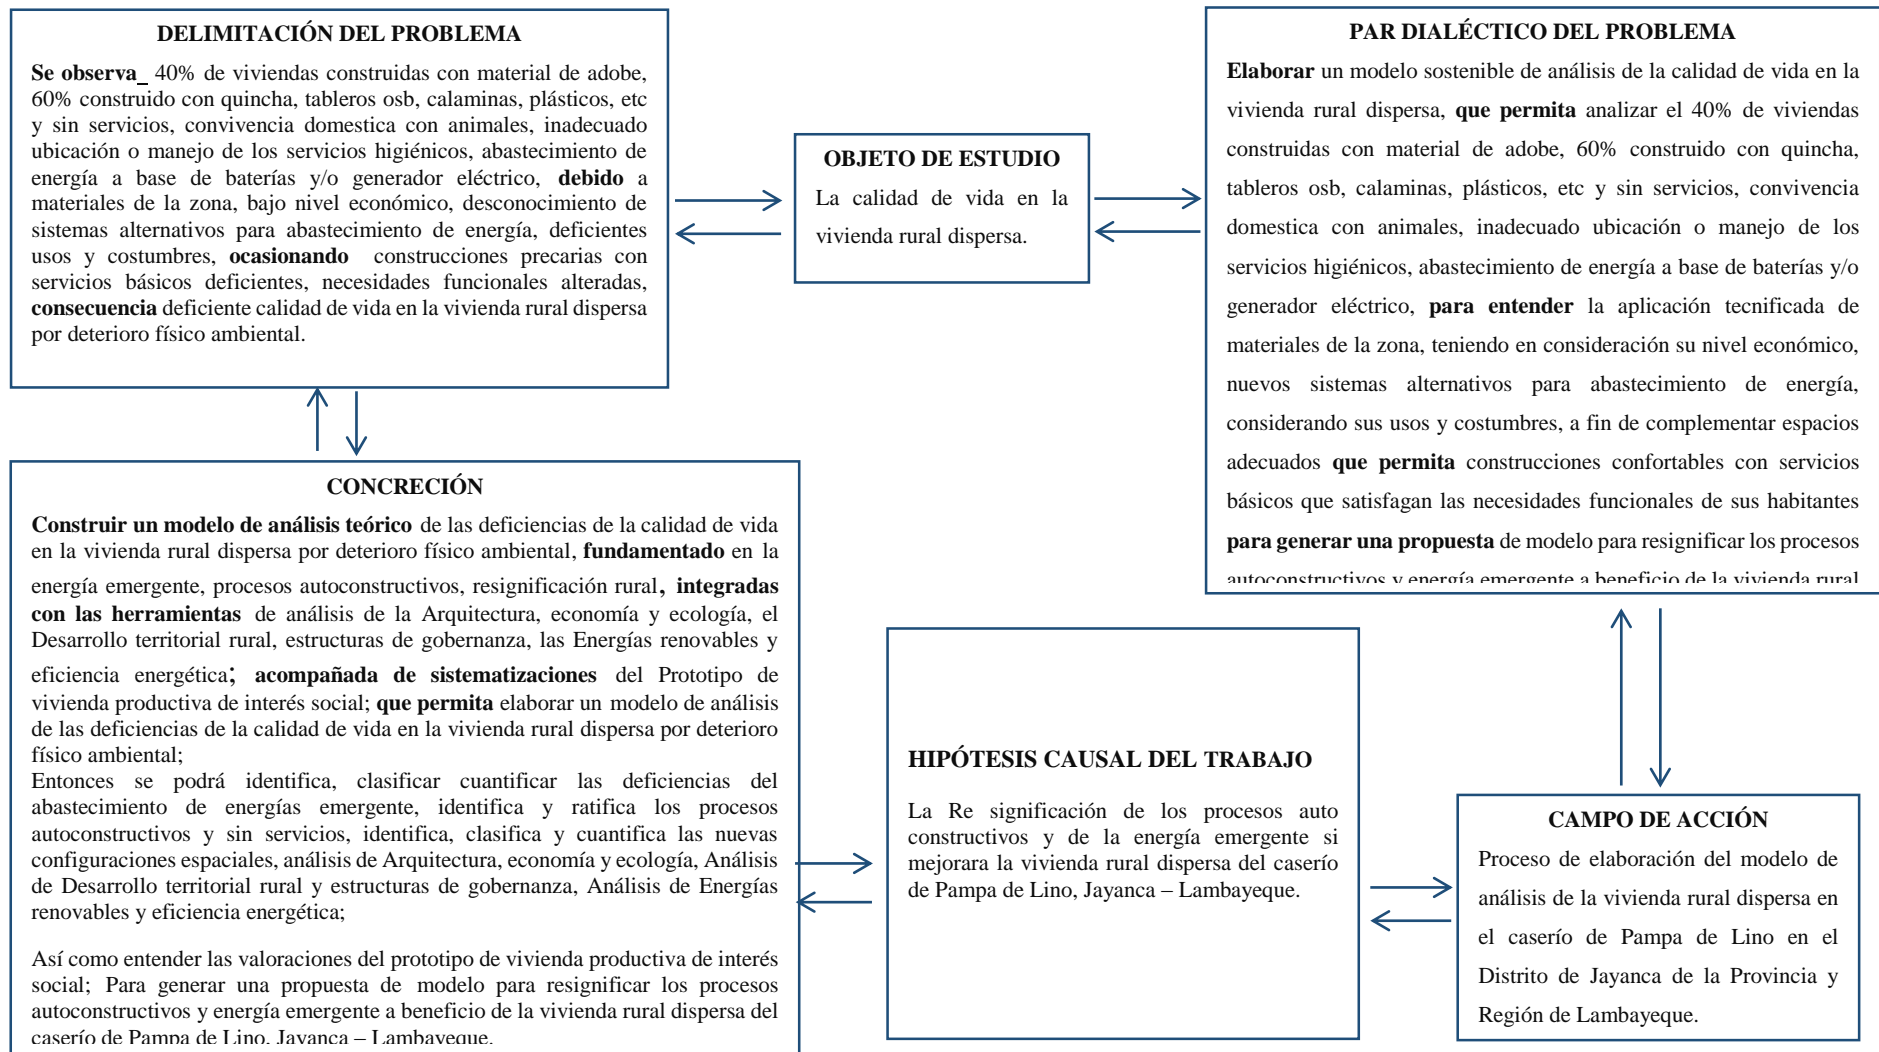 DELIMITACIÓN DEL PROBLEMA
Se observa_ 40% de viviendas construidas con material de adobe,
60% construido con quincha, tableros osb, calaminas, plásticos, etc
y sin servicios, convivencia domestica con animales, inadecuado
ubicación o manejo de los servicios higiénicos, abastecimiento de
energía a base de baterías y/o generador eléctrico, debido a
materiales de la zona, bajo nivel económico, desconocimiento de
sistemas alternativos para abastecimiento de energía, deficientes
usos y costumbres, ocasionando construcciones precarias con
servicios básicos deficientes, necesidades funcionales alteradas,
consecuencia deficiente calidad de vida en la vivienda rural dispersa
por deterioro físico ambiental.
OBJETO DE ESTUDIO
La calidad de vida en la
vivienda rural dispersa.
PAR DIALÉCTICO DEL PROBLEMA
Elaborar un modelo sostenible de análisis de la calidad de vida en la
vivienda rural dispersa, que permita analizar el 40% de viviendas
construidas con material de adobe, 60% construido con quincha,
tableros osb, calaminas, plásticos, etc y sin servicios, convivencia
domestica con animales, inadecuado ubicación o manejo de los
servicios higiénicos, abastecimiento de energía a base de baterías y/o
generador eléctrico, para entender la aplicación tecnificada de
materiales de la zona, teniendo en consideración su nivel económico,
nuevos sistemas alternativos para abastecimiento de energía,
considerando sus usos y costumbres, a fin de complementar espacios
adecuados que permita construcciones confortables con servicios
básicos que satisfagan las necesidades funcionales de sus habitantes
para generar una propuesta de modelo para resignificar los procesos
autoconstructivos y energía emergente a beneficio de la vivienda rural
CONCRECIÓN
Construir un modelo de análisis teórico de las deficiencias de la calidad de vida
en la vivienda rural dispersa por deterioro físico ambiental, fundamentado en la
energía emergente, procesos autoconstructivos, resignificación rural, integradas
con las herramientas de análisis de la Arquitectura, economía y ecología, el
Desarrollo territorial rural, estructuras de gobernanza, las Energías renovables y
eficiencia energética; acompañada de sistematizaciones del Prototipo de
vivienda productiva de interés social; que permita elaborar un modelo de análisis
de las deficiencias de la calidad de vida en la vivienda rural dispersa por deterioro
físico ambiental;
Entonces se podrá identifica, clasificar cuantificar las deficiencias del
abastecimiento de energías emergente, identifica y ratifica los procesos
autoconstructivos y sin servicios, identifica, clasifica y cuantifica las nuevas
configuraciones espaciales, análisis de Arquitectura, economía y ecología, Análisis
de Desarrollo territorial rural y estructuras de gobernanza, Análisis de Energías
renovables y eficiencia energética;
Así como entender las valoraciones del prototipo de vivienda productiva de interés
social; Para generar una propuesta de modelo para resignificar los procesos
autoconstructivos y energía emergente a beneficio de la vivienda rural dispersa del
caserío de Pampa de Lino, Jayanca – Lambayeque.
HIPÓTESIS CAUSAL DEL TRABAJO
La Re significación de los procesos auto
constructivos y de la energía emergente si
mejorara la vivienda rural dispersa del caserío
de Pampa de Lino, Jayanca – Lambayeque.
CAMPO DE ACCIÓN
Proceso de elaboración del modelo de
análisis de la vivienda rural dispersa en
el caserío de Pampa de Lino en el
Distrito de Jayanca de la Provincia y
Región de Lambayeque.